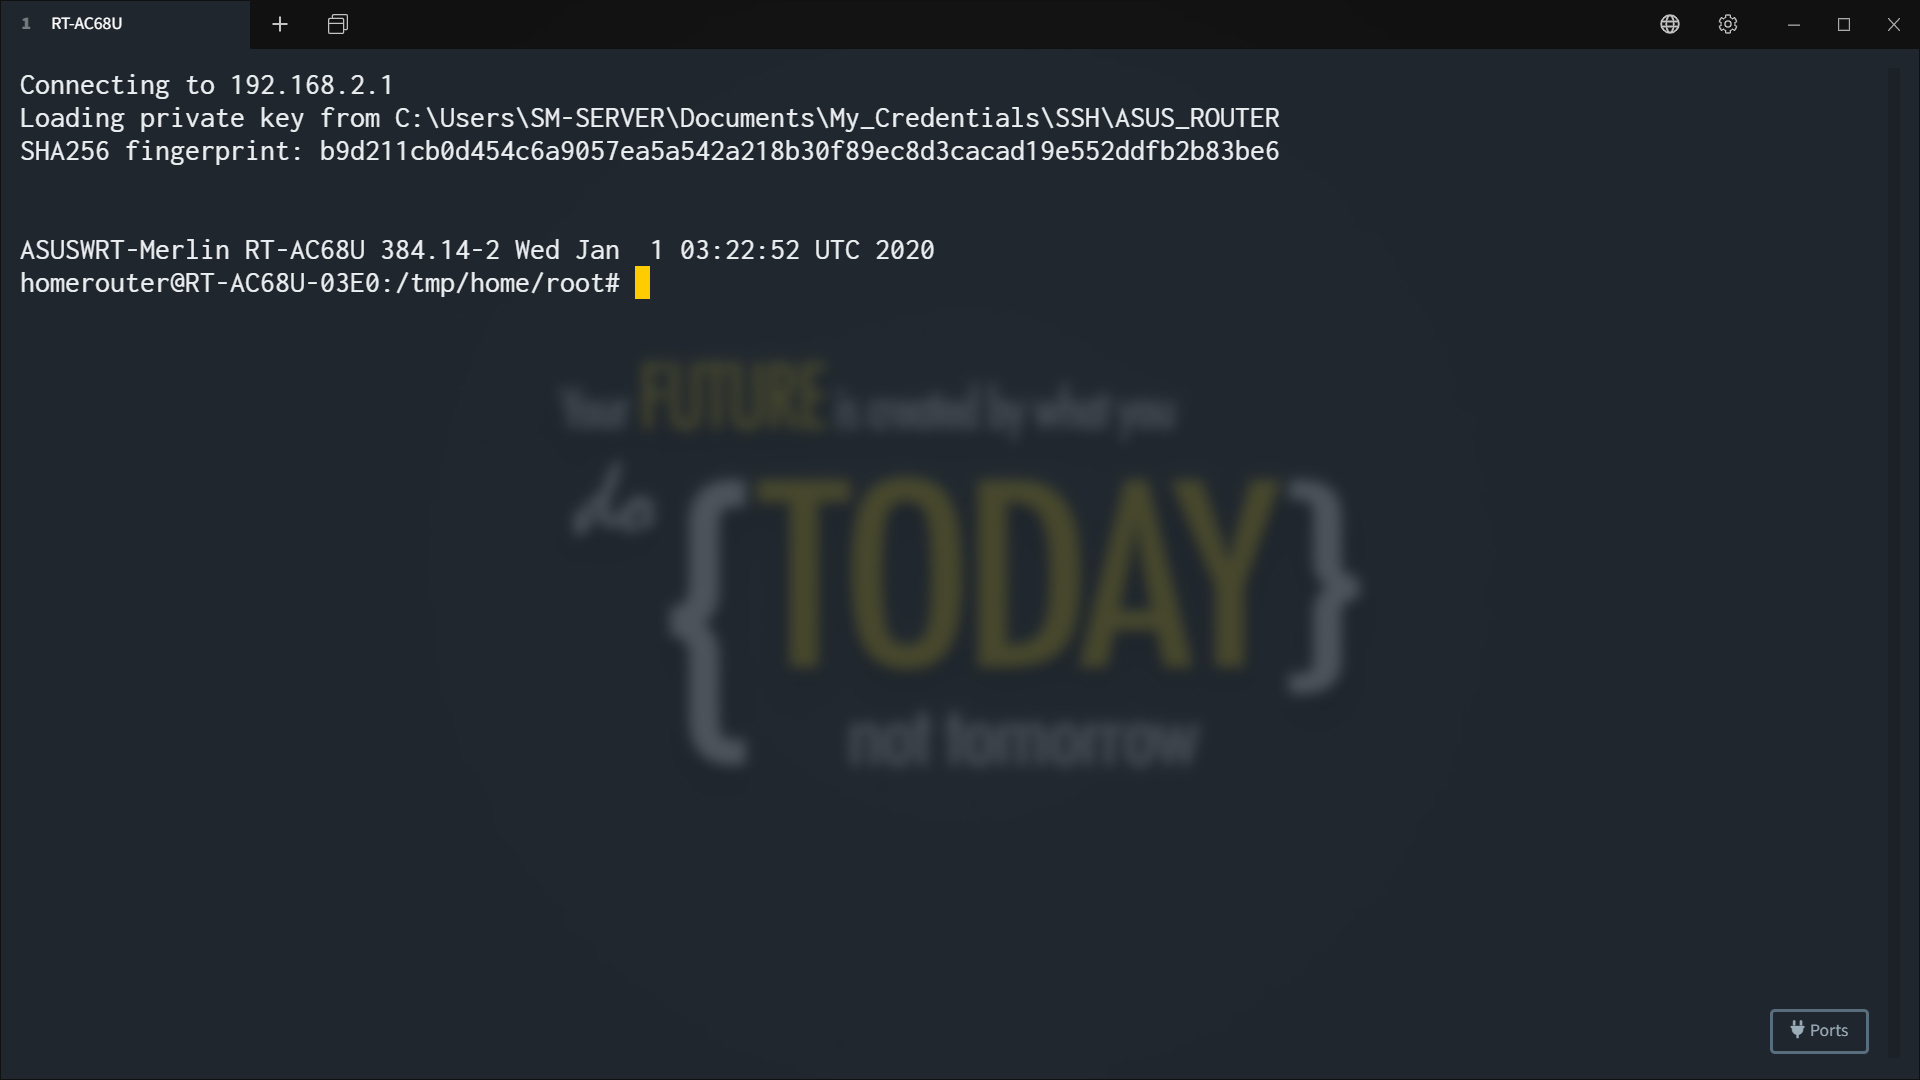 1 RT-AC68U
Connecting to 192.168.2.1
Loading private key from C:\Users\SM-SERVER\Documents\My_Credentials\SSH\ASUS_ROUTER
SHA256 fingerprint: b9d211cb0d454c6a9057ea5a542a218b30f89ec8d3cacad19e552ddfb2b83be6
ASUSWRT-Merlin RT-AC68U 384.14-2 Wed Jan  1 03:22:52 UTC 2020
homerouter@RT-AC68U-03E0:/tmp/home/root#
Your FUTURE is created by what you
do {TODAY}
not tomorrow
Ports